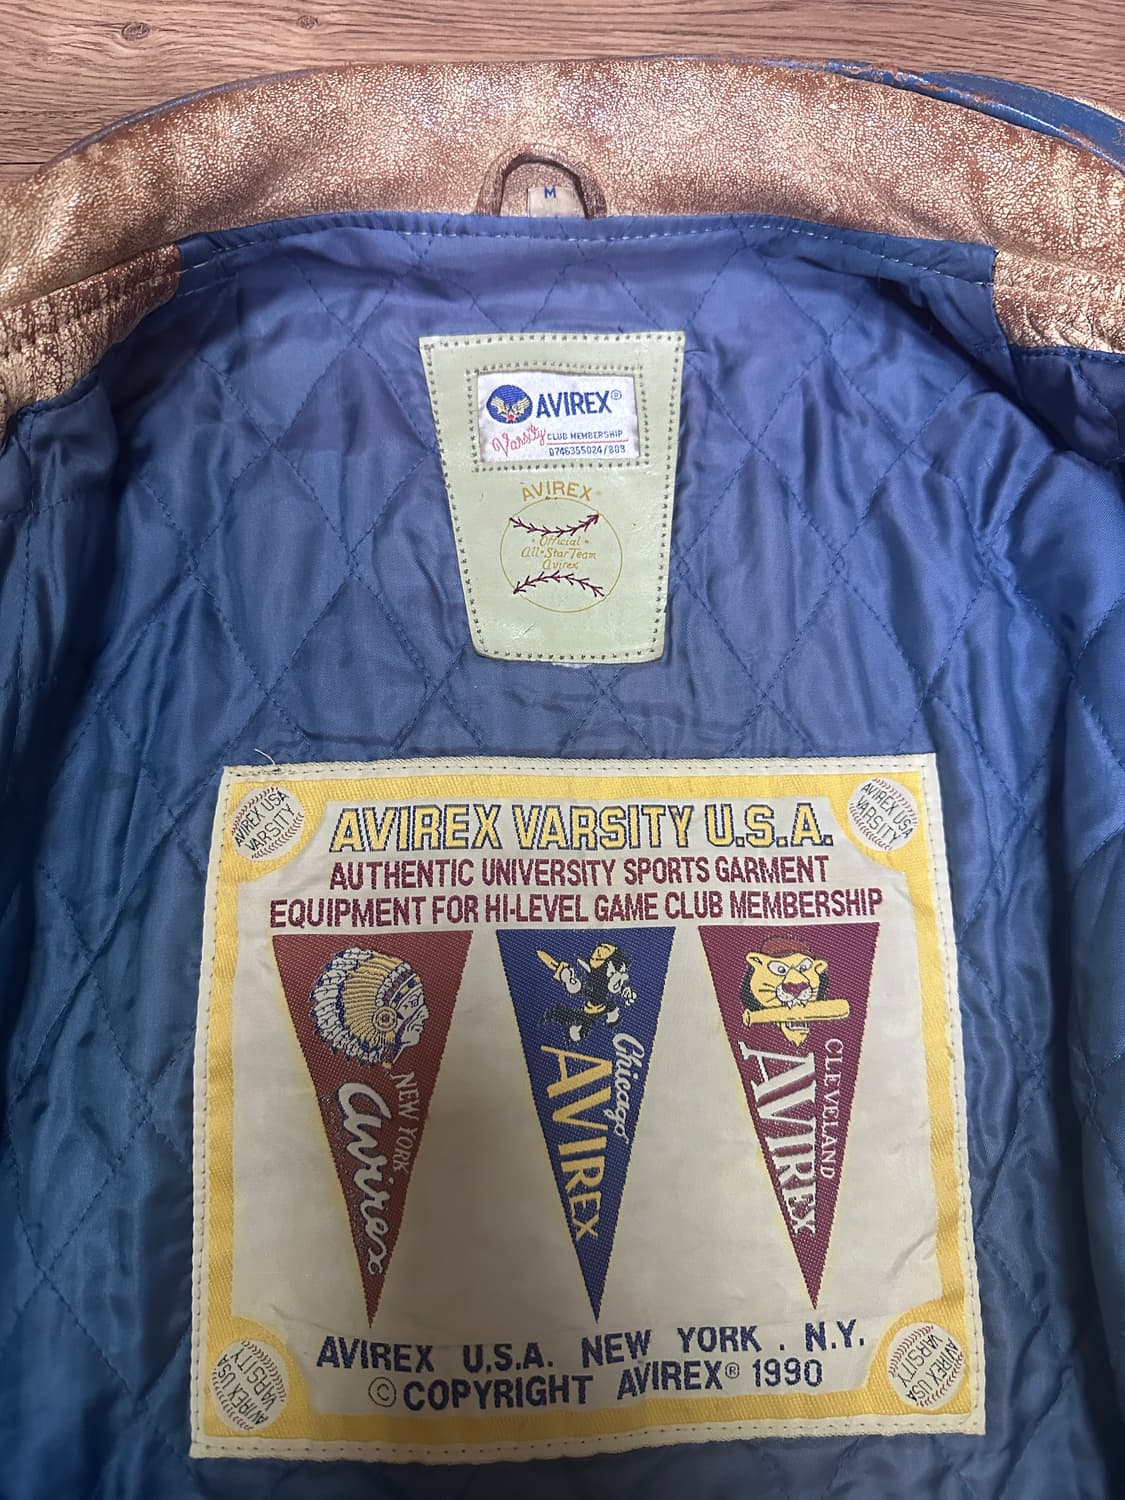 M
AVIREX®
Varsity CLUB MEMBERSHIP
0746355024/809
AVIREX
Official
All-Star Team
Avirex
AVIREX USA
VARSITY
AVIREX USA
VARSITY
AVIREX VARSITY U.S.A.
AUTHENTIC UNIVERSITY SPORTS GARMENT
EQUIPMENT FOR HI-LEVEL GAME CLUB MEMBERSHIP
NEW YORK
Avirex
Chicago
AVIREX
CLEVELAND
AVIREX
AVIREX USA
VARSITY
AVIREX USA
VARSITY
AVIREX U.S.A. NEW YORK . N.Y.
© COPYRIGHT AVIREX® 1990